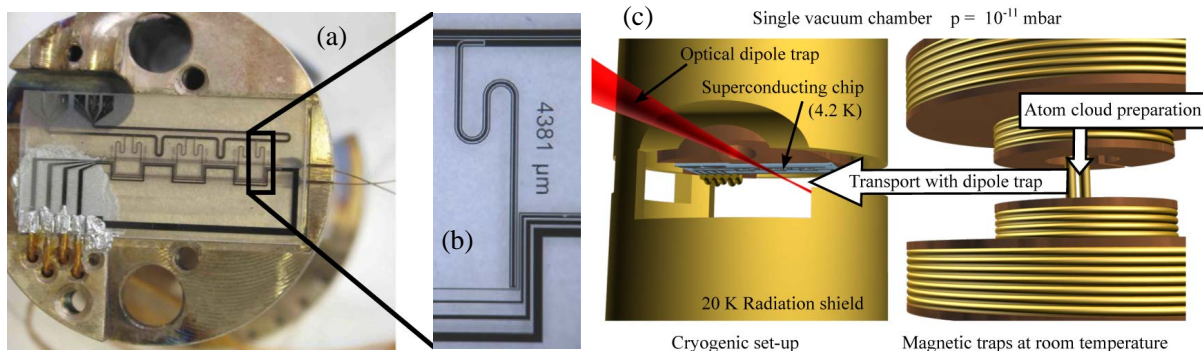 (a)
(b)
4381 µm
(c)
Single vacuum chamber p = 10⁻¹¹ mbar
Optical dipole trap
Superconducting chip
(4.2 K)
Atom cloud preparation
Transport with dipole trap
20 K Radiation shield
Cryogenic set-up
Magnetic traps at room temperature